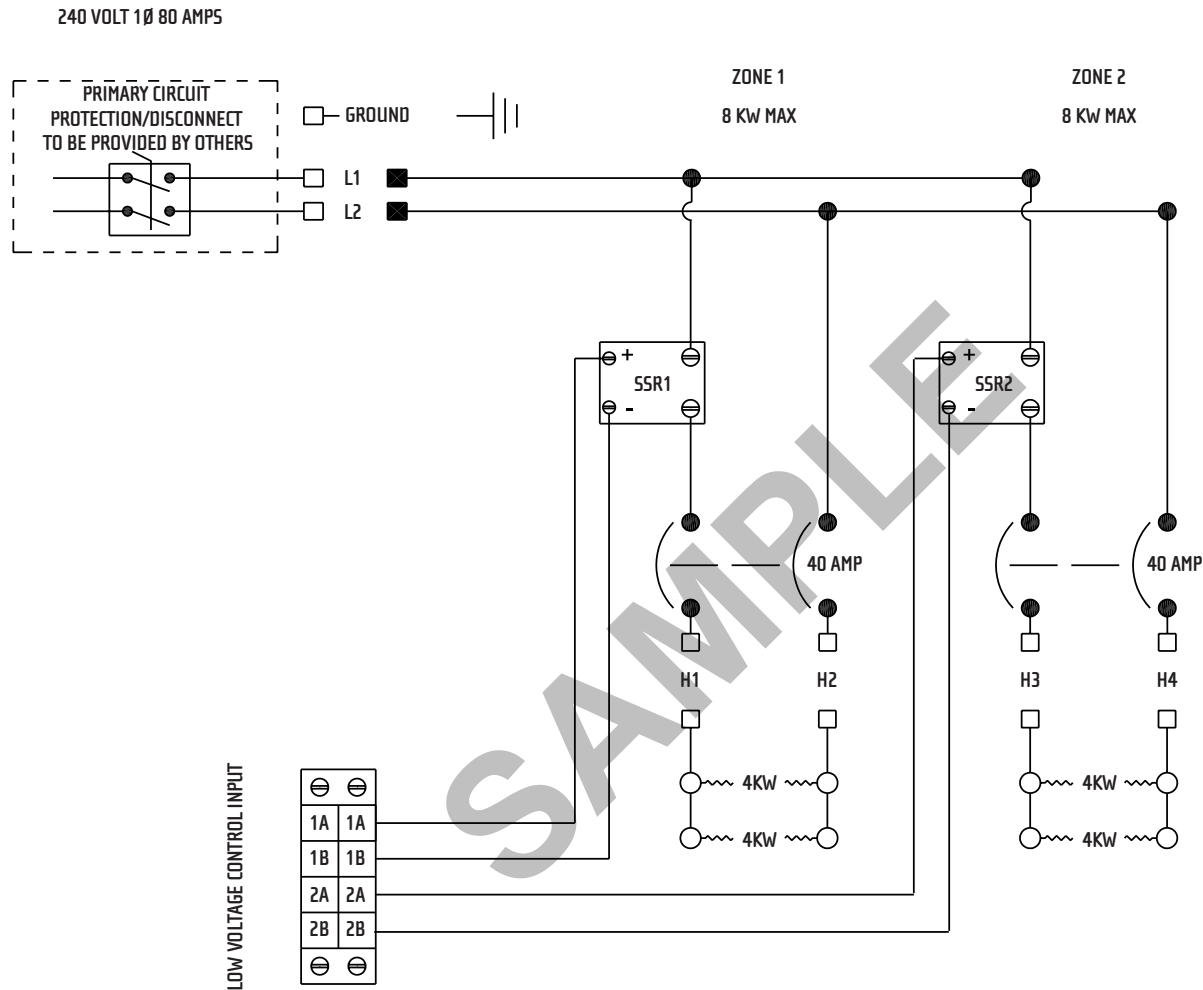 240 VOLT 1Ø 80 AMPS
PRIMARY CIRCUIT
PROTECTION/DISCONNECT
TO BE PROVIDED BY OTHERS
GROUND
L1
L2
ZONE 1
8 KW MAX
ZONE 2
8 KW MAX
+
SSR1
-
+
SSR2
-
40 AMP
40 AMP
H1
H2
H3
H4
4KW
4KW
4KW
4KW
LOW VOLTAGE CONTROL INPUT
1A 1A
1B 1B
2A 2A
2B 2B
SAMPLE